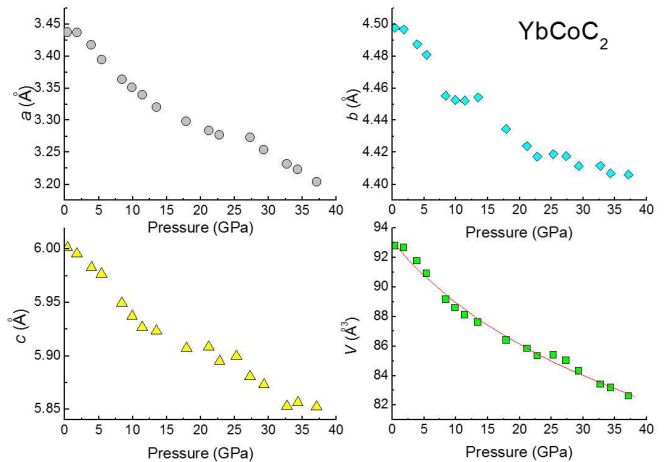 YbCoC2
3.45
3.40
3.35
3.30
3.25
3.20
a (Å)
0 5 10 15 20 25 30 35 40
Pressure (GPa)
4.50
4.48
4.46
4.44
4.42
4.40
b (Å)
0 5 10 15 20 25 30 35 40
Pressure (GPa)
6.00
5.95
5.90
5.85
c (Å)
0 5 10 15 20 25 30 35 40
Pressure (GPa)
94
92
90
88
86
84
82
V (Å³)
0 5 10 15 20 25 30 35 40
Pressure (GPa)